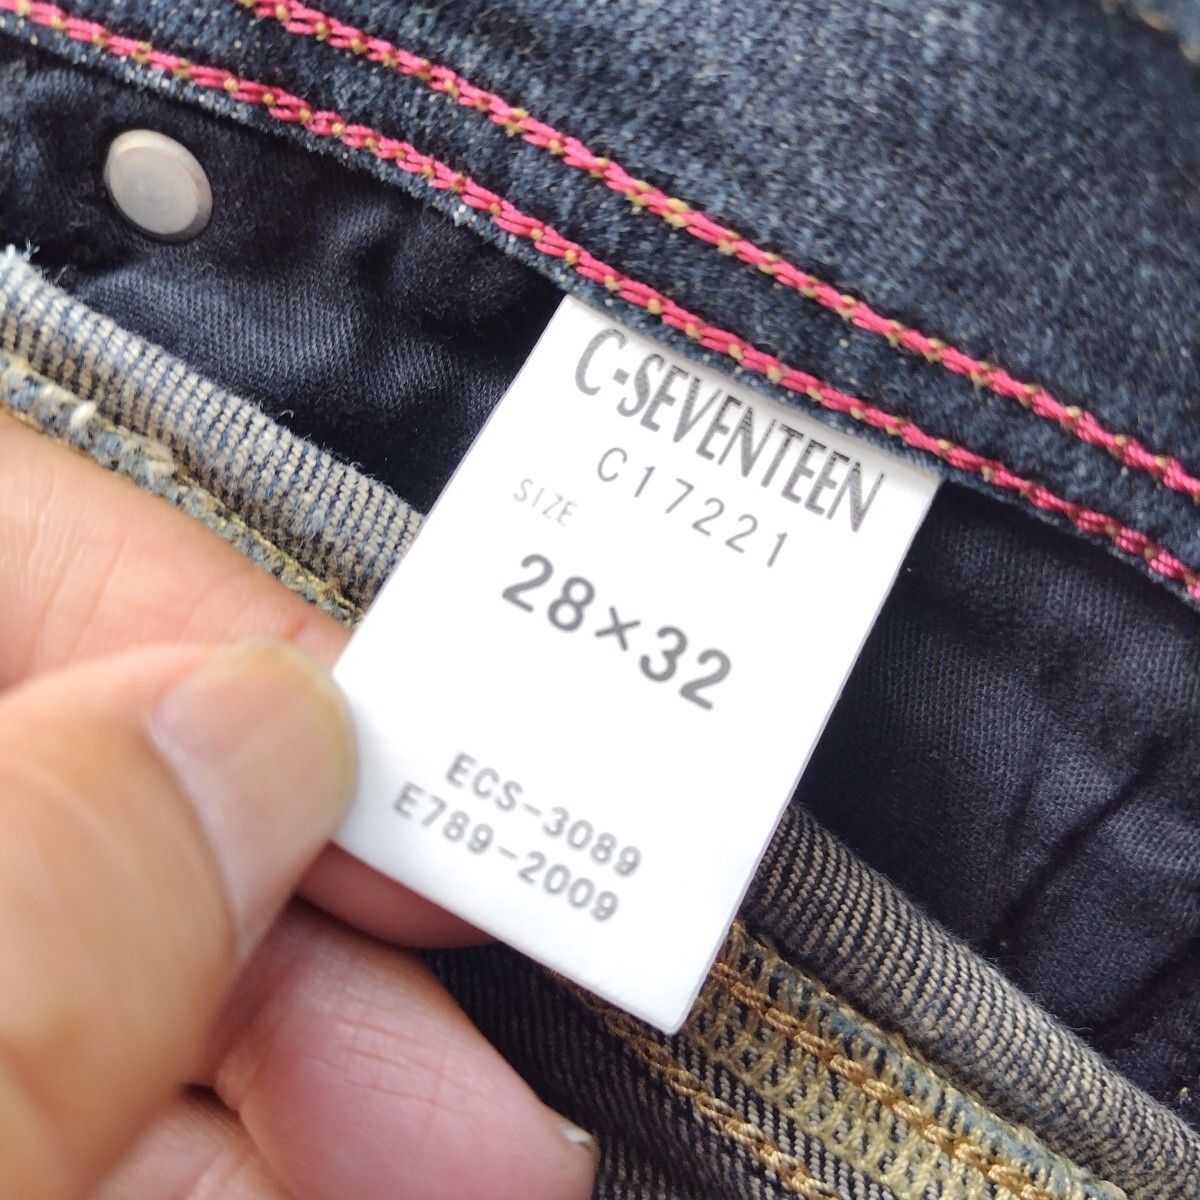 C-SEVENTEEN
C17221
SIZE
28×32
ECS-3089
E789-2009